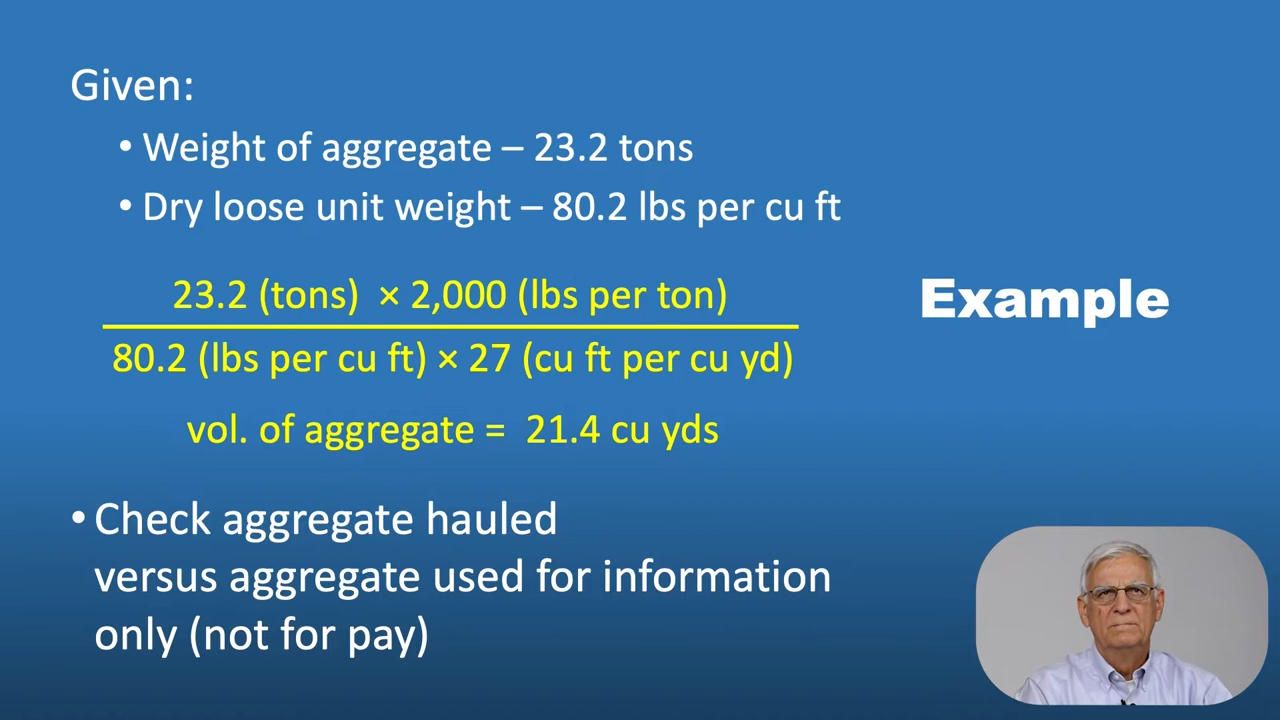 Given:
• Weight of aggregate – 23.2 tons
• Dry loose unit weight – 80.2 lbs per cu ft
23.2 (tons) × 2,000 (lbs per ton)
80.2 (lbs per cu ft) × 27 (cu ft per cu yd)
Example
vol. of aggregate = 21.4 cu yds
• Check aggregate hauled
versus aggregate used for information
only (not for pay)